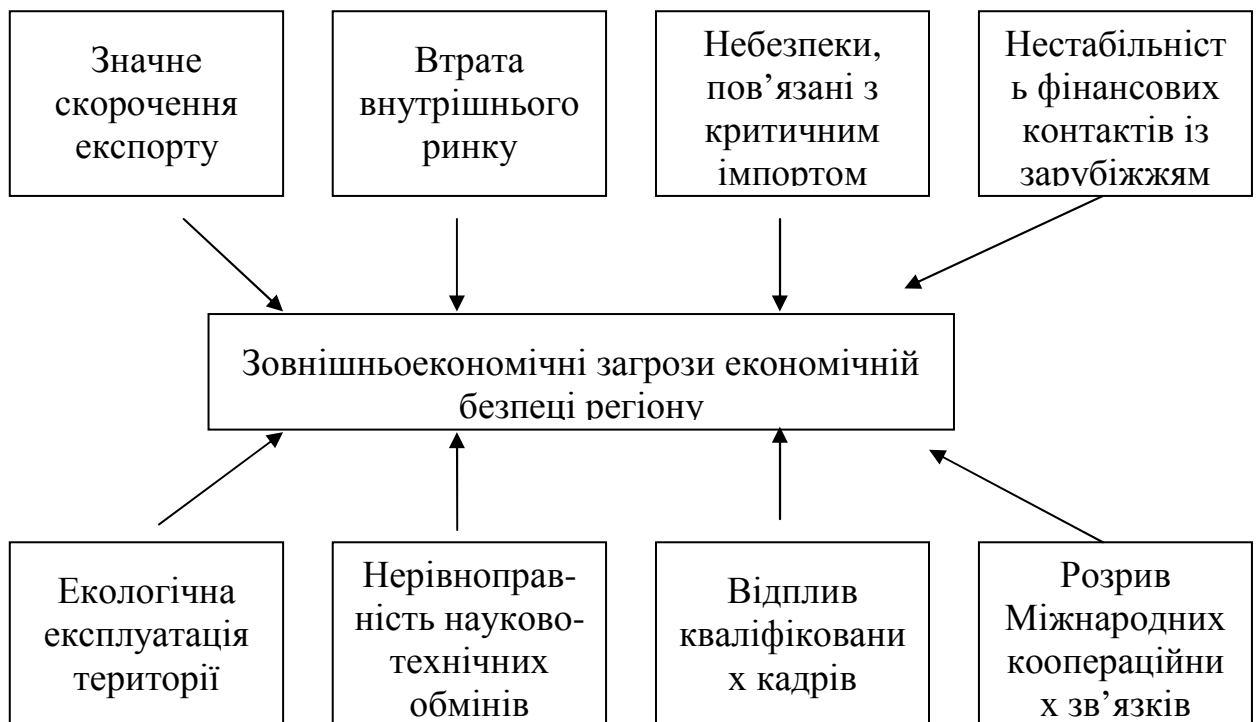 Значне
скорочення
експорту
Втрата
внутрішнього
ринку
Небезпеки,
пов’язані з
критичним
імпортом
Нестабільніст
ь фінансових
контактів із
зарубіжжям
Зовнішньоекономічні загрози економічній
безпеці регіону
Екологічна
експлуатація
території
Нерівноправ-
ність науково-
технічних
обмінів
Відплив
кваліфіковани
х кадрів
Розрив
Міжнародних
коопераційни
х зв’язків